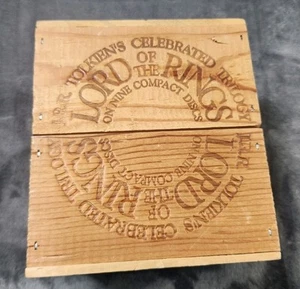 J.R.R. TOLKIEN'S CELEBRATED TRILOGY
LORD
OF
THE
RINGS
ON NINE COMPACT DISCS
J.R.R. TOLKIEN'S CELEBRATED TRILOGY
LORD
OF
THE
RINGS
ON NINE COMPACT DISCS